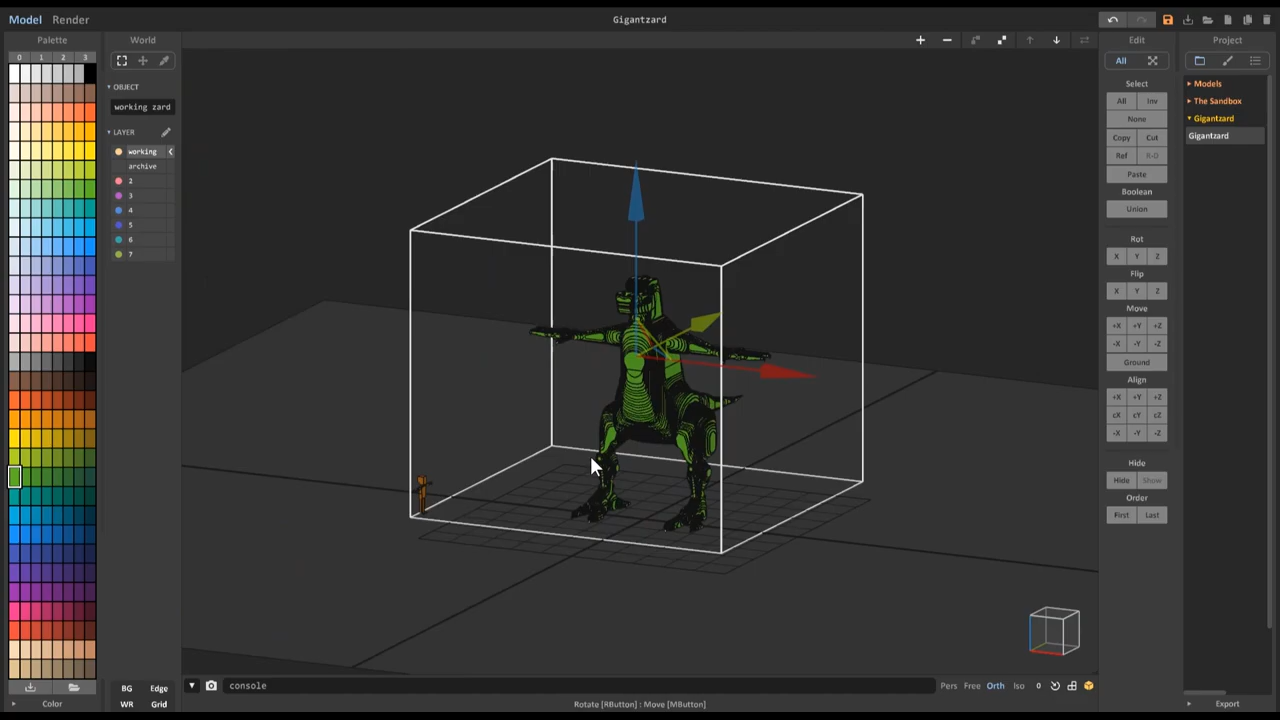 Model Render
Gigantzard
Palette
World
Edit
Project
0 1 2 3
All
OBJECT
working zard
LAYER
working
archive
2
3
4
5
6
7
Select
All Inv
None
Copy Cut
Ref R-O
Paste
Boolean
Union
Rot
X Y Z
Flip
X Y Z
Move
+X +Y +Z
-X -Y -Z
Ground
Align
+X +Y +Z
cX cY cZ
-X -Y -Z
Hide
Hide Show
Order
First Last
Models
The Sandbox
Gigantzard
Gigantzard
BG Edge
WR Grid
Color
console
Pers Free Orth Iso 0
Rotate [RButton] : Move [MButton]
Export